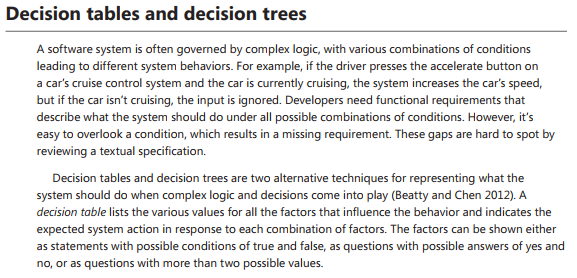 Decision tables and decision trees
A software system is often governed by complex logic, with various combinations of conditions
leading to different system behaviors. For example, if the driver presses the accelerate button on
a car's cruise control system and the car is currently cruising, the system increases the car's speed,
but if the car isn't cruising, the input is ignored. Developers need functional requirements that
describe what the system should do under all possible combinations of conditions. However, it's
easy to overlook a condition, which results in a missing requirement. These gaps are hard to spot by
reviewing a textual specification.
Decision tables and decision trees are two alternative techniques for representing what the
system should do when complex logic and decisions come into play (Beatty and Chen 2012). A
decision table lists the various values for all the factors that influence the behavior and indicates the
expected system action in response to each combination of factors. The factors can be shown either
as statements with possible conditions of true and false, as questions with possible answers of yes and
no, or as questions with more than two possible values.